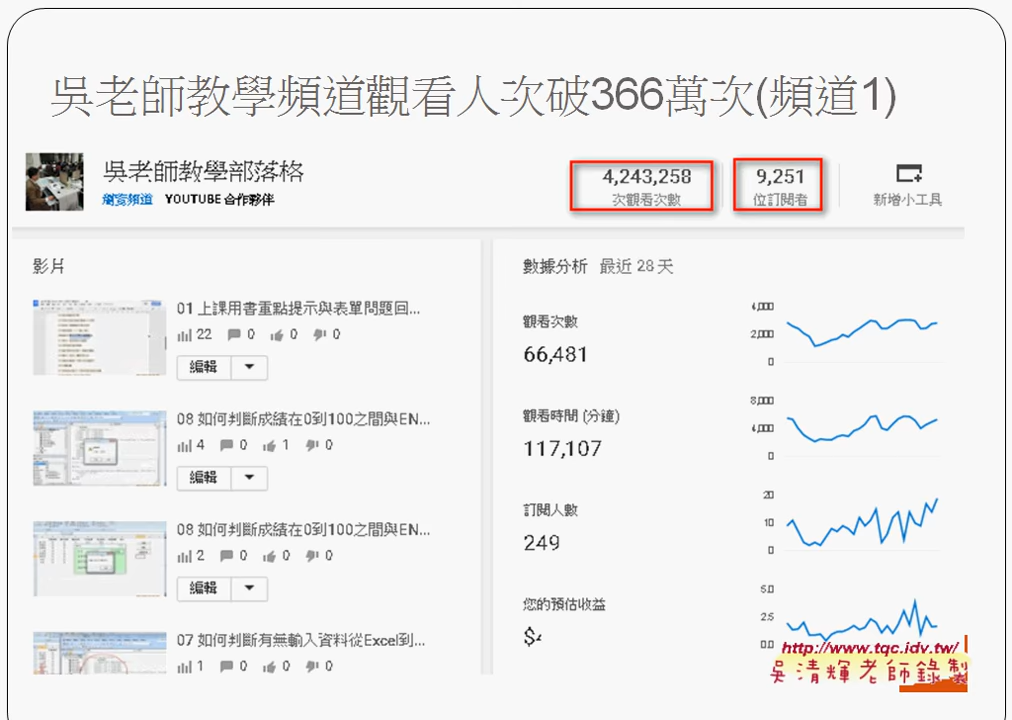 吳老師教學頻道觀看人次破366萬次(頻道1)
吳老師教學部落格
瀏覽頻道 YOUTUBE 合作夥伴
4,243,258
次觀看次數
9,251
位訂閱者
新增小工具
影片
01 上課用書重點提示與表單問題回...
22 0 0 0
編輯
08 如何判斷成績在0到100之間與EN...
4 0 1 0
編輯
08 如何判斷成績在0到100之間與EN...
2 0 0 0
編輯
07 如何判斷有無輸入資料從Excel到...
1 0 0 0
數據分析 最近 28 天
觀看次數
66,481
4,000
2,000
0
觀看時間 (分鐘)
117,107
8,000
4,000
0
訂閱人數
249
20
10
0
您的預估收益
$
5.0
2.5
0.0
http://www.tqc.idv.tw/
吳清輝老師錄製